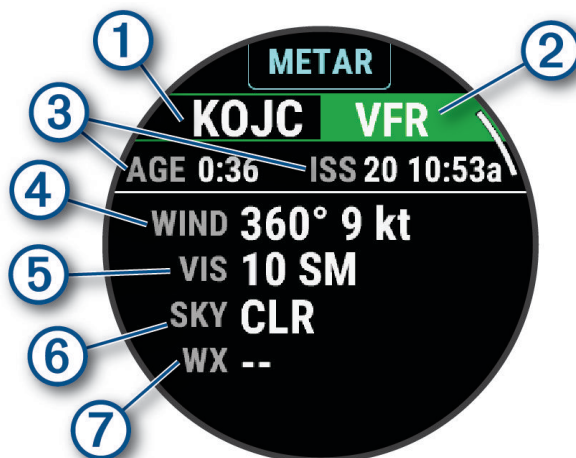 METAR
1
2
KOJC VFR
3
AGE 0:36 ISS 20 10:53a
4
WIND 360° 9 kt
5
VIS 10 SM
6
SKY CLR
7
WX --